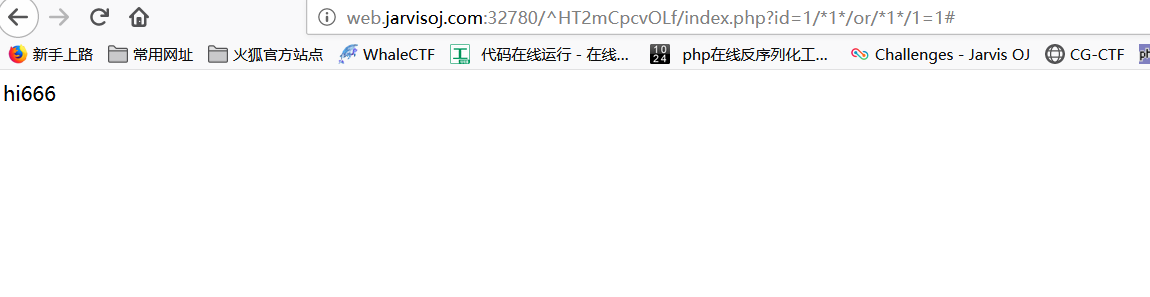 web.jarvisoj.com:32780/^HT2mCpcvOLf/index.php?id=1/*1*/or/*1*/1=1#
新手上路 常用网址 火狐官方站点 WhaleCTF 代码在线运行 - 在线... 10 24 php在线反序列化工... Challenges - Jarvis OJ CG-CTF
hi666